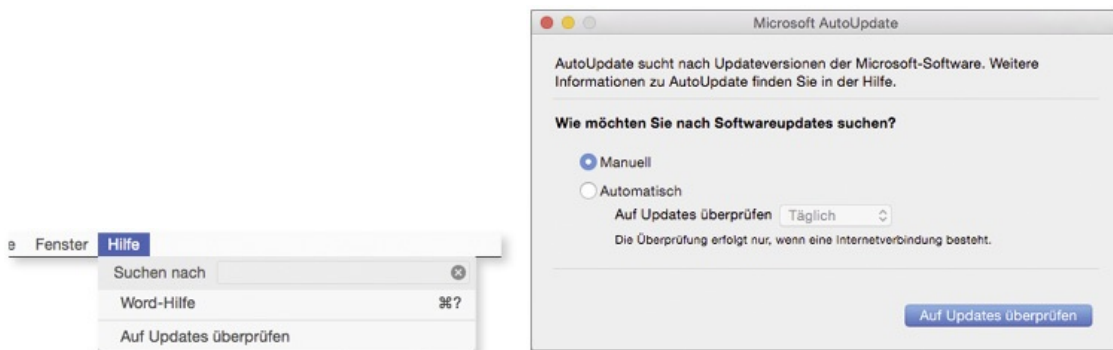 e Fenster Hilfe
Suchen nach
Word-Hilfe ⌘?
Auf Updates überprüfen
Microsoft AutoUpdate
AutoUpdate sucht nach Updateversionen der Microsoft-Software. Weitere
Informationen zu AutoUpdate finden Sie in der Hilfe.
Wie möchten Sie nach Softwareupdates suchen?
Manuell
Automatisch
Auf Updates überprüfen Täglich
Die Überprüfung erfolgt nur, wenn eine Internetverbindung besteht.
Auf Updates überprüfen